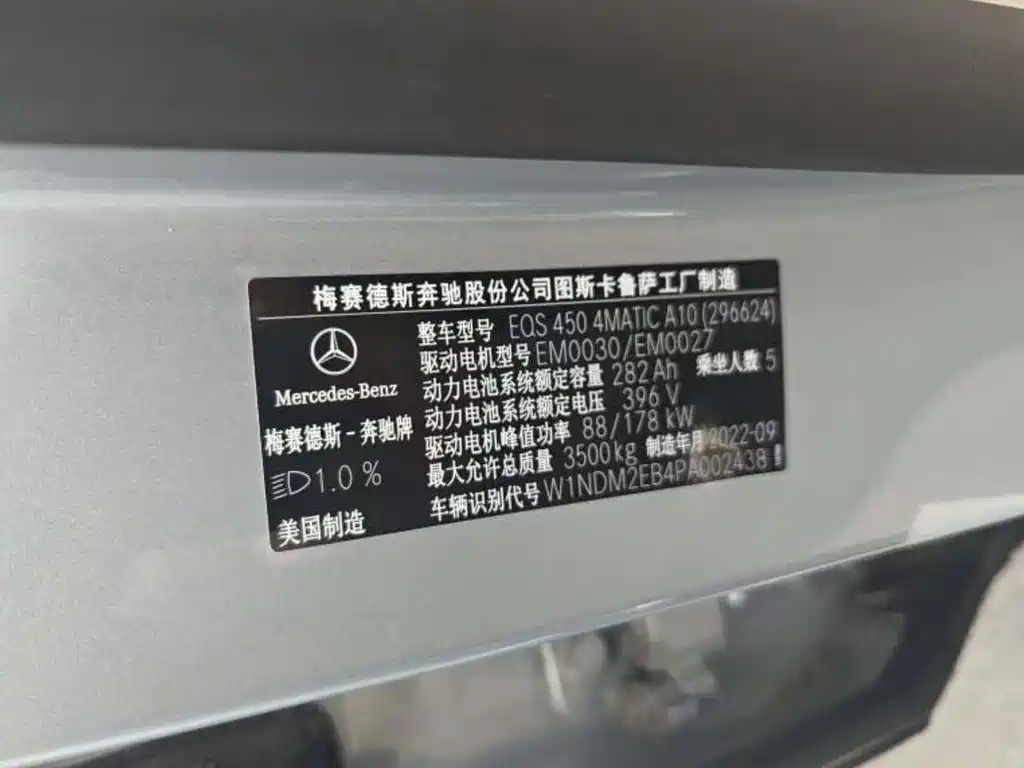 梅赛德斯奔驰股份公司图斯卡鲁萨工厂制造
Mercedes-Benz
梅赛德斯-奔驰牌
1.0 %
美国制造
整车型号 EQS 450 4MATIC A10 (296624)
驱动电机型号 EM0030/EM0027
动力电池系统额定容量 282 Ah 乘坐人数 5
动力电池系统额定电压 396 V
驱动电机峰值功率 88/178 kW
最大允许总质量 3500 kg 制造年月 2022-09
车辆识别代号 W1NDM2EB4PA002438